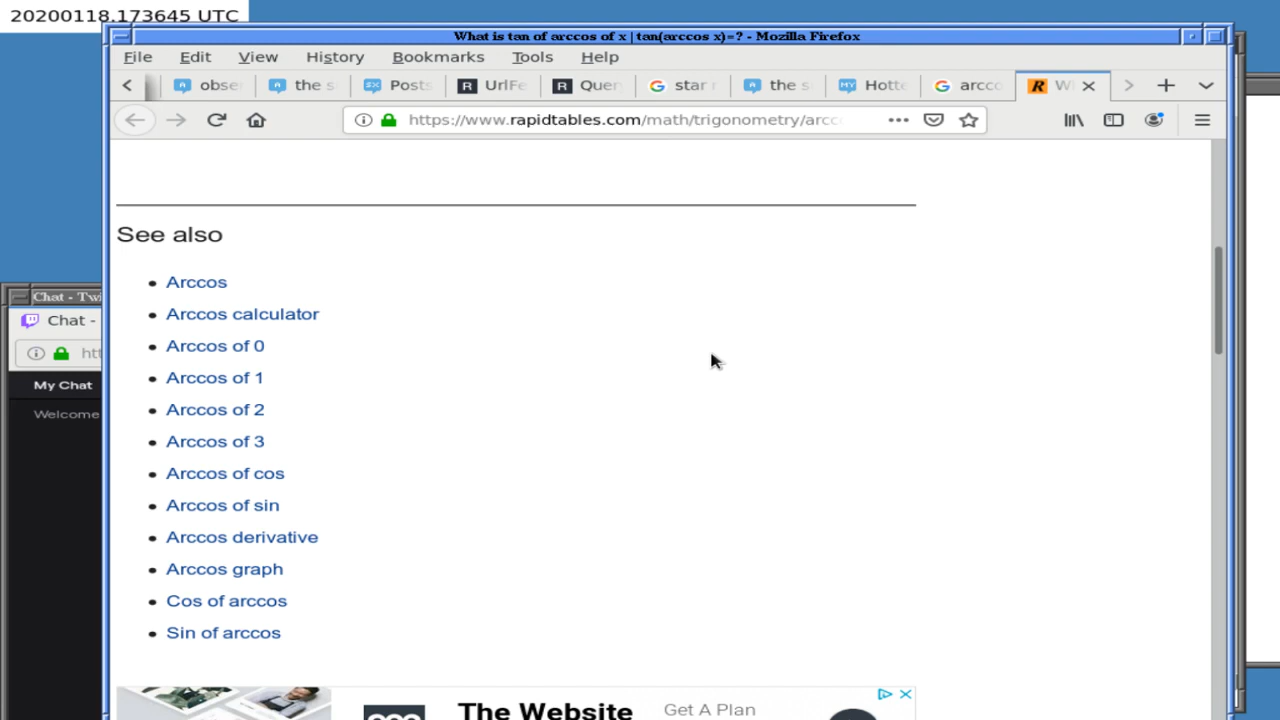 20200118.173645 UTC
What is tan of arccos of x | tan(arccos x)=? - Mozilla Firefox
File Edit View History Bookmarks Tools Help
obse the s Posts UrlFe Quer star the s Hotte arcco W
https://www.rapidtables.com/math/trigonometry/arcc
See also
Chat - Twi
Chat -
htt
My Chat
Welcome
Arccos
Arccos calculator
Arccos of 0
Arccos of 1
Arccos of 2
Arccos of 3
Arccos of cos
Arccos of sin
Arccos derivative
Arccos graph
Cos of arccos
Sin of arccos
The Website
Get A Plan